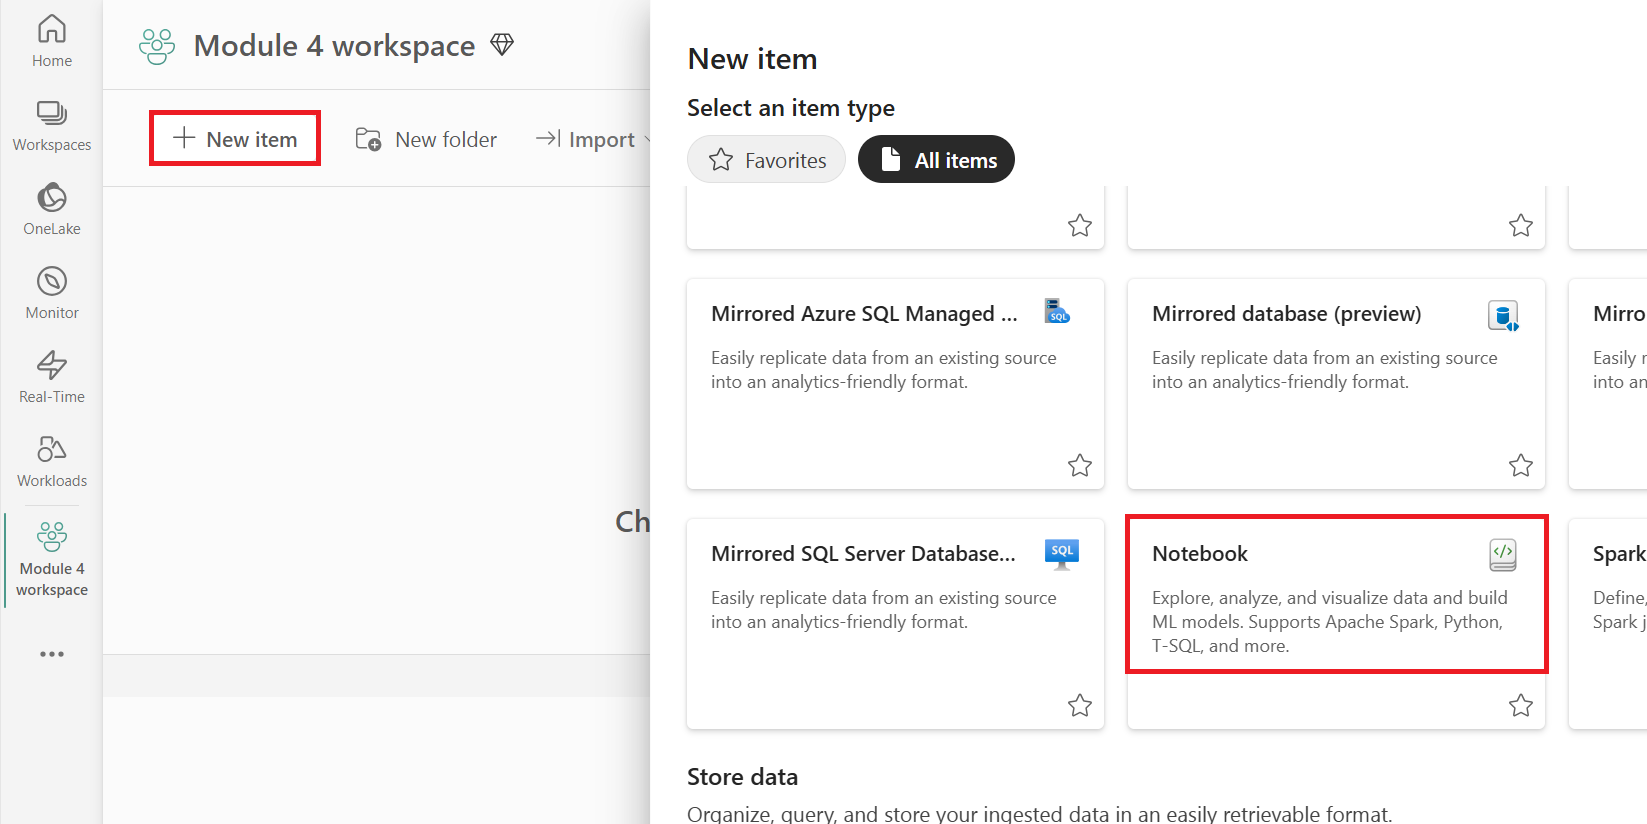 Home
Workspaces
OneLake
Monitor
Real-Time
Workloads
Module 4
workspace
Module 4 workspace
New item
New folder
Import
Ch
New item
Select an item type
Favorites
All items
Mirrored Azure SQL Managed ...
SQL
Easily replicate data from an existing source
into an analytics-friendly format.
Mirrored database (preview)
Easily replicate data from an existing source
into an analytics-friendly format.
Mirro
Easily r
into an
Mirrored SQL Server Database...
SQL
Easily replicate data from an existing source
into an analytics-friendly format.
Notebook
Explore, analyze, and visualize data and build
ML models. Supports Apache Spark, Python,
T-SQL, and more.
Spark
Define,
Spark j
Store data
Organize, query, and store your ingested data in an easily retrievable format.